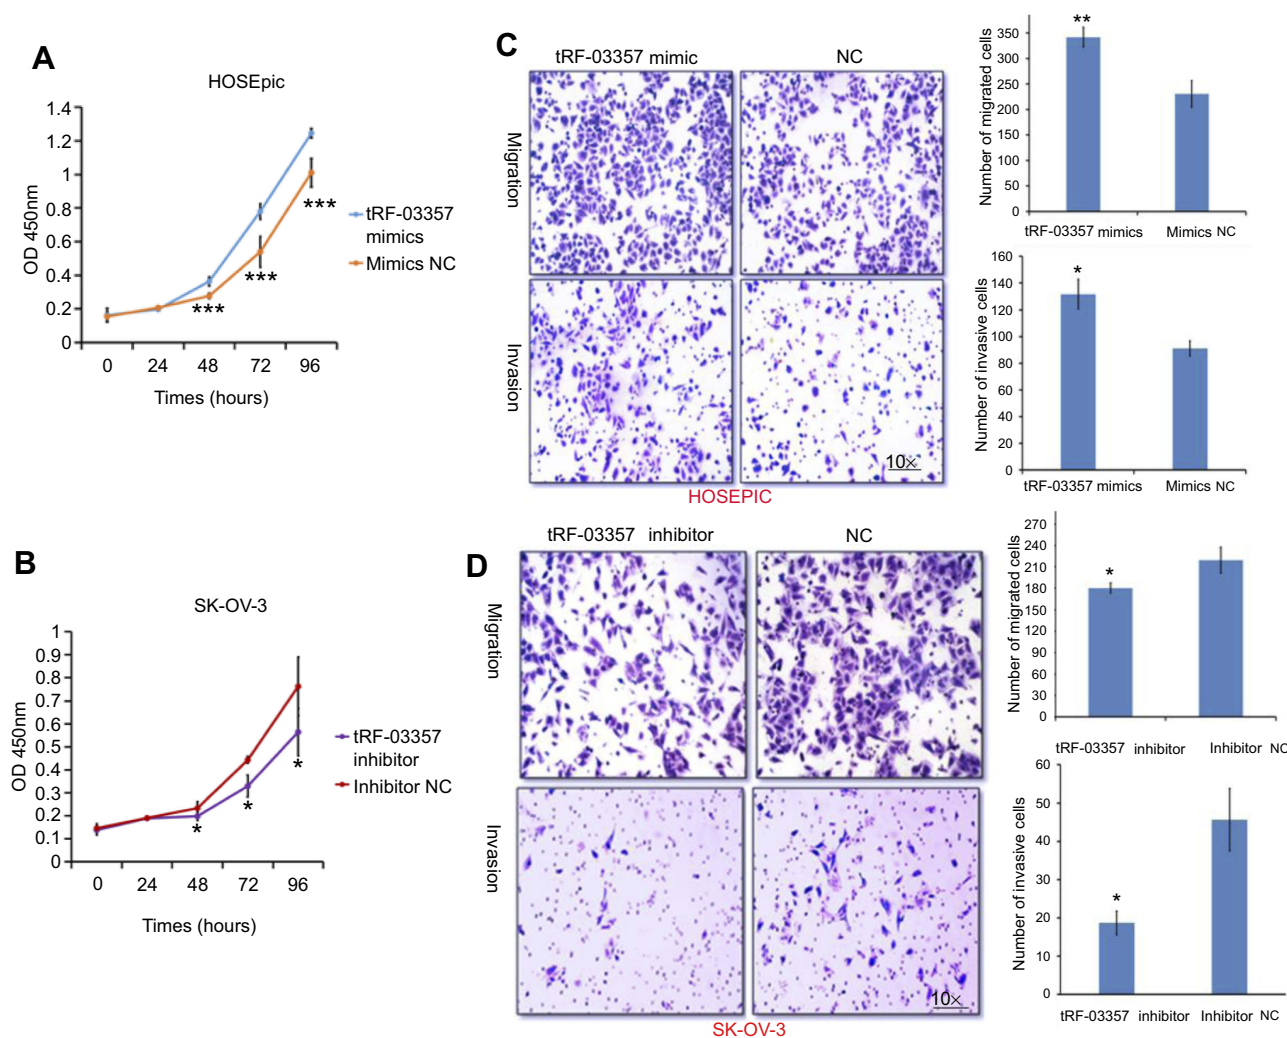 A
HOSEpic
1.4
1.2
1
0.8
0.6
0.4
0.2
0
OD 450nm
***
***
***
0 24 48 72 96
Times (hours)
tRF-03357
mimics
Mimics NC
B
SK-OV-3
1
0.9
0.8
0.7
0.6
0.5
0.4
0.3
0.2
0.1
0
OD 450nm
*
*
*
0 24 48 72 96
Times (hours)
tRF-03357
inhibitor
Inhibitor NC
C
tRF-03357 mimic NC
Migration
Invasion
10×
HOSEPIC
Number of migrated cells
350
300
250
200
150
100
50
0
**
tRF-03357 mimics Mimics NC
Number of invasive cells
160
140
120
100
80
60
40
20
0
*
tRF-03357 mimics Mimics NC
D
tRF-03357 inhibitor NC
Migration
Invasion
10×
SK-OV-3
Number of migrated cells
270
240
210
180
150
120
90
60
30
0
*
tRF-03357 inhibitor Inhibitor NC
Number of invasive cells
60
50
40
30
20
10
0
*
tRF-03357 inhibitor Inhibitor NC